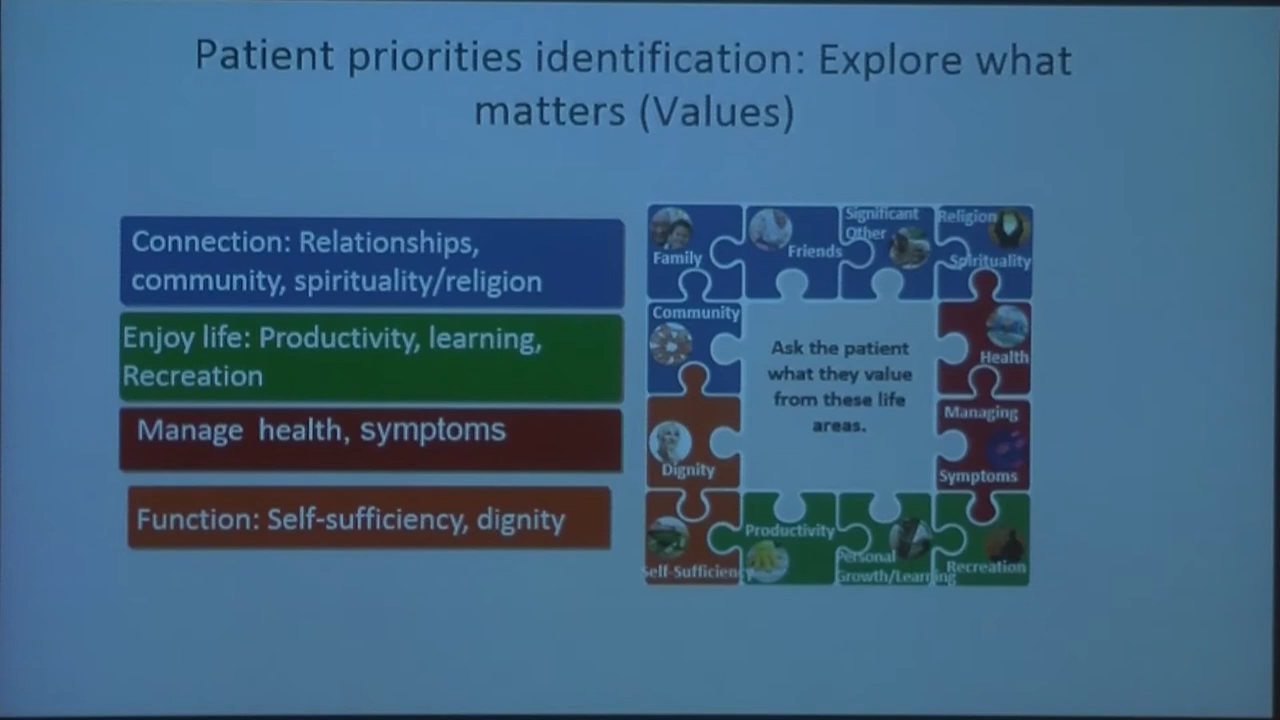 Patient priorities identification: Explore what
matters (Values)
Connection: Relationships,
community, spirituality/religion
Enjoy life: Productivity, learning,
Recreation
Manage health, symptoms
Function: Self-sufficiency, dignity
Family
Friends
Significant
Other
Religion
Spirituality
Community
Health
Ask the patient
what they value
from these life
areas.
Dignity
Managing
Symptoms
Self-Sufficiency
Productivity
Personal
Growth/Learning
Recreation